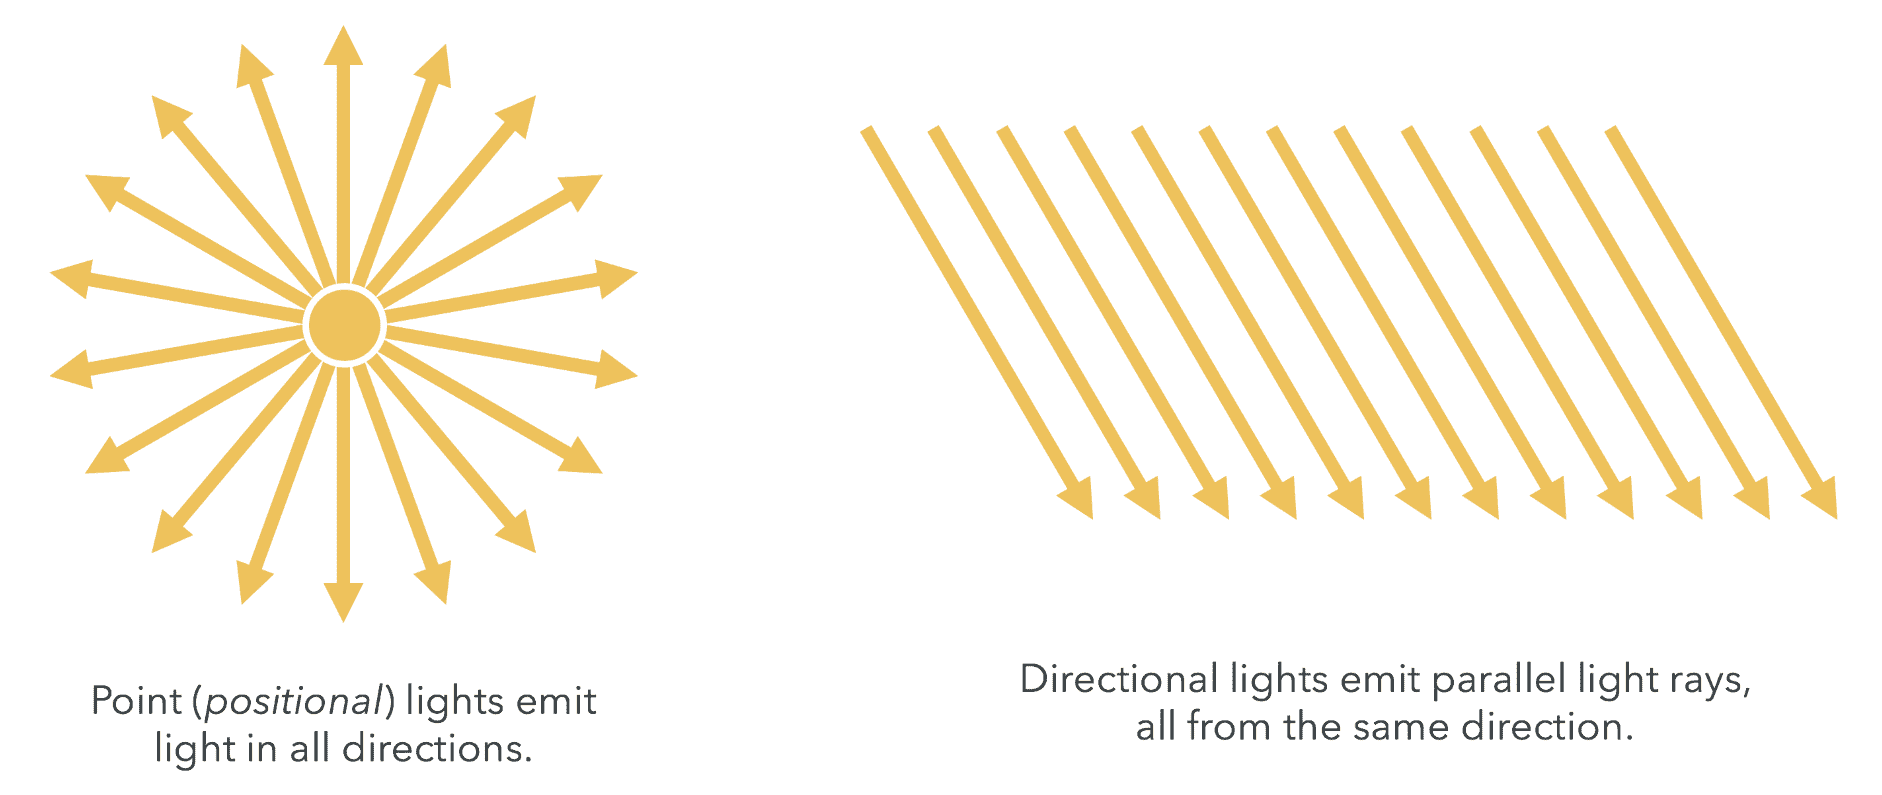 Point (positional) lights emit
light in all directions.
Directional lights emit parallel light rays,
all from the same direction.